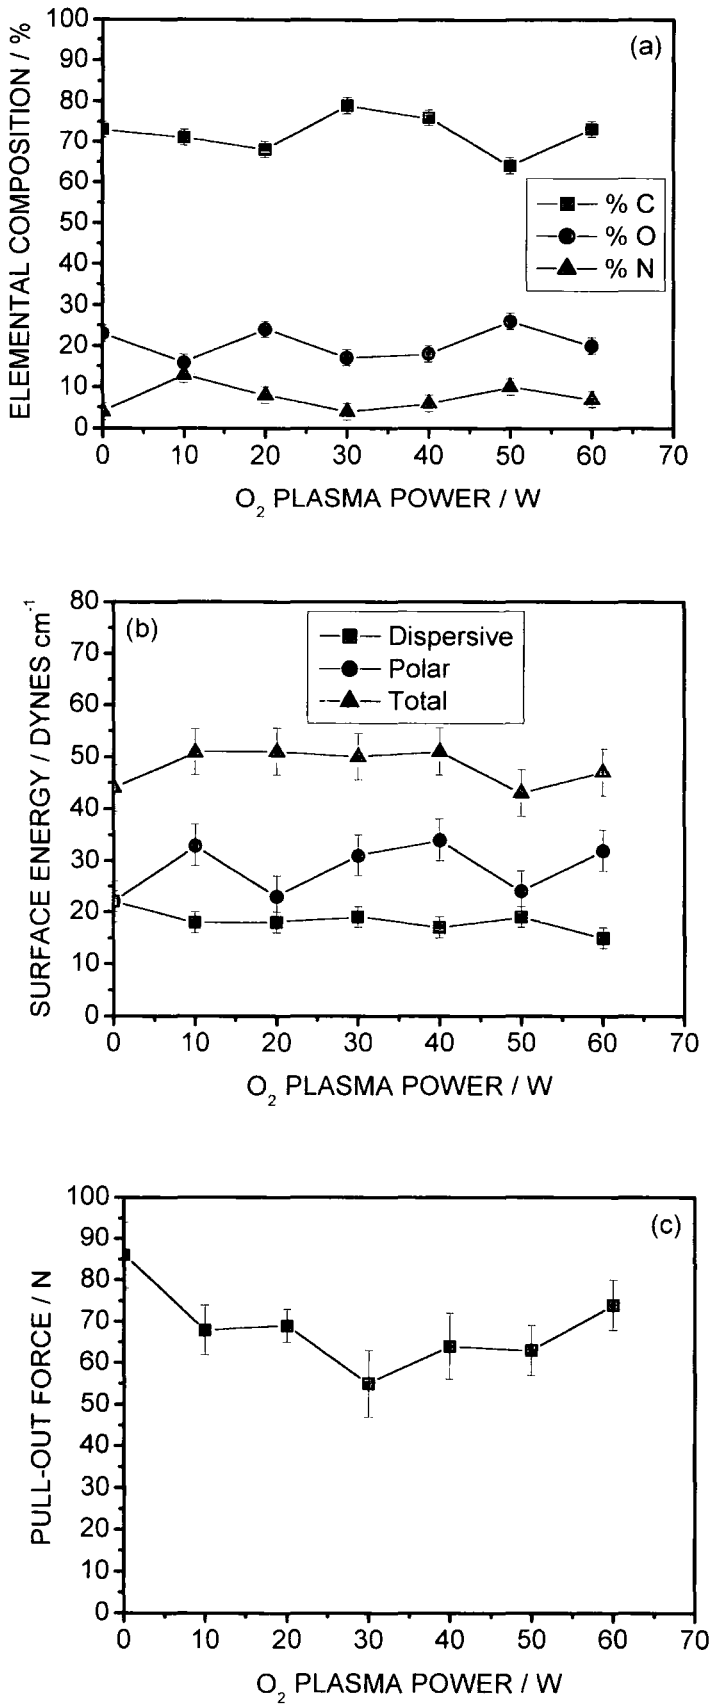 (a)
ELEMENTAL COMPOSITION / %
100
90
80
70
60
50
40
30
20
10
0
% C
% O
% N
0 10 20 30 40 50 60 70
O₂ PLASMA POWER / W
(b)
SURFACE ENERGY / DYNES cm⁻¹
80
70
60
50
40
30
20
10
0
Dispersive
Polar
Total
0 10 20 30 40 50 60 70
O₂ PLASMA POWER / W
(c)
PULL-OUT FORCE / N
100
90
80
70
60
50
40
30
20
10
0
0 10 20 30 40 50 60 70
O₂ PLASMA POWER / W